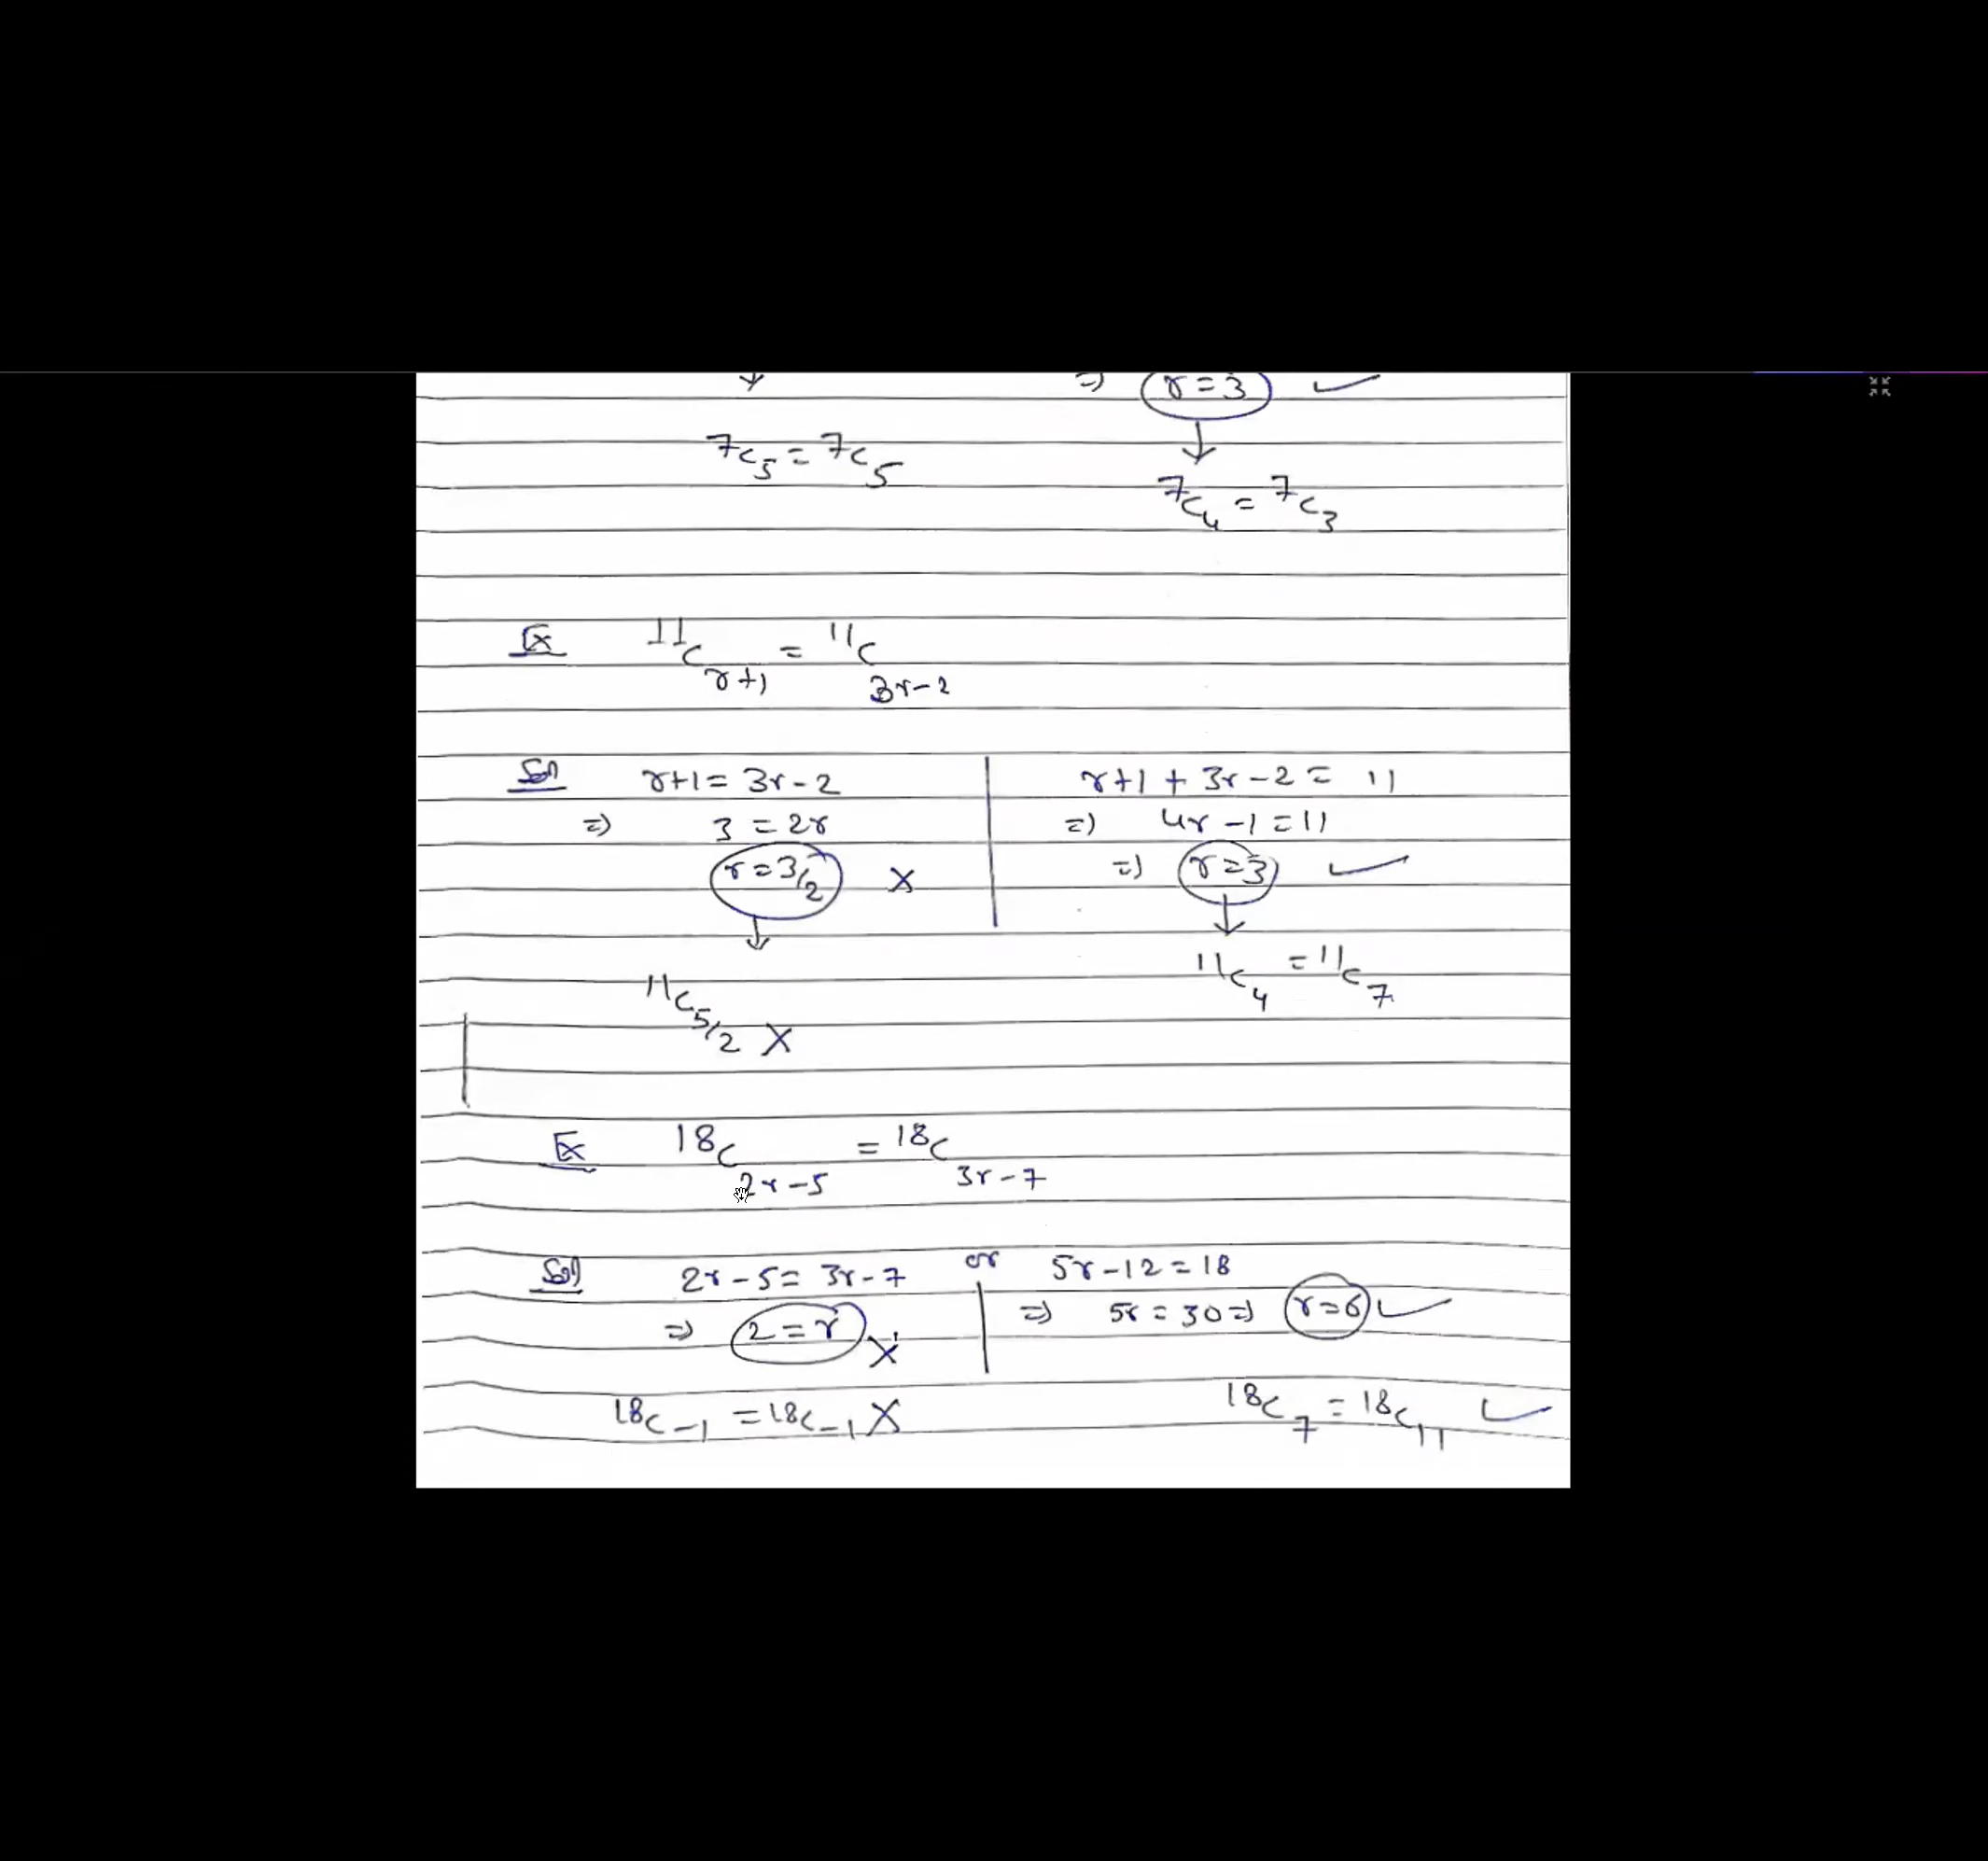 =) r=3 ✓
7C5 = 7C5
7C4 = 7C3
Ex 11C r+1 = 11C 3r-2
Sol) r+1 = 3r-2 | r+1 + 3r-2 = 11
=) 3 = 2r =) 4r-1 = 11
r = 3/2 X =) r=3 ✓
11C4 = 11C7
11C5/2 X
Ex 18C 2r-5 = 18C 3r-7
Sol) 2r-5 = 3r-7 or 5r-12 = 18
=) 2 = r X =) 5r = 30 =) r=6 ✓
18C-1 = 18C-1 X 18C7 = 18C11 ✓